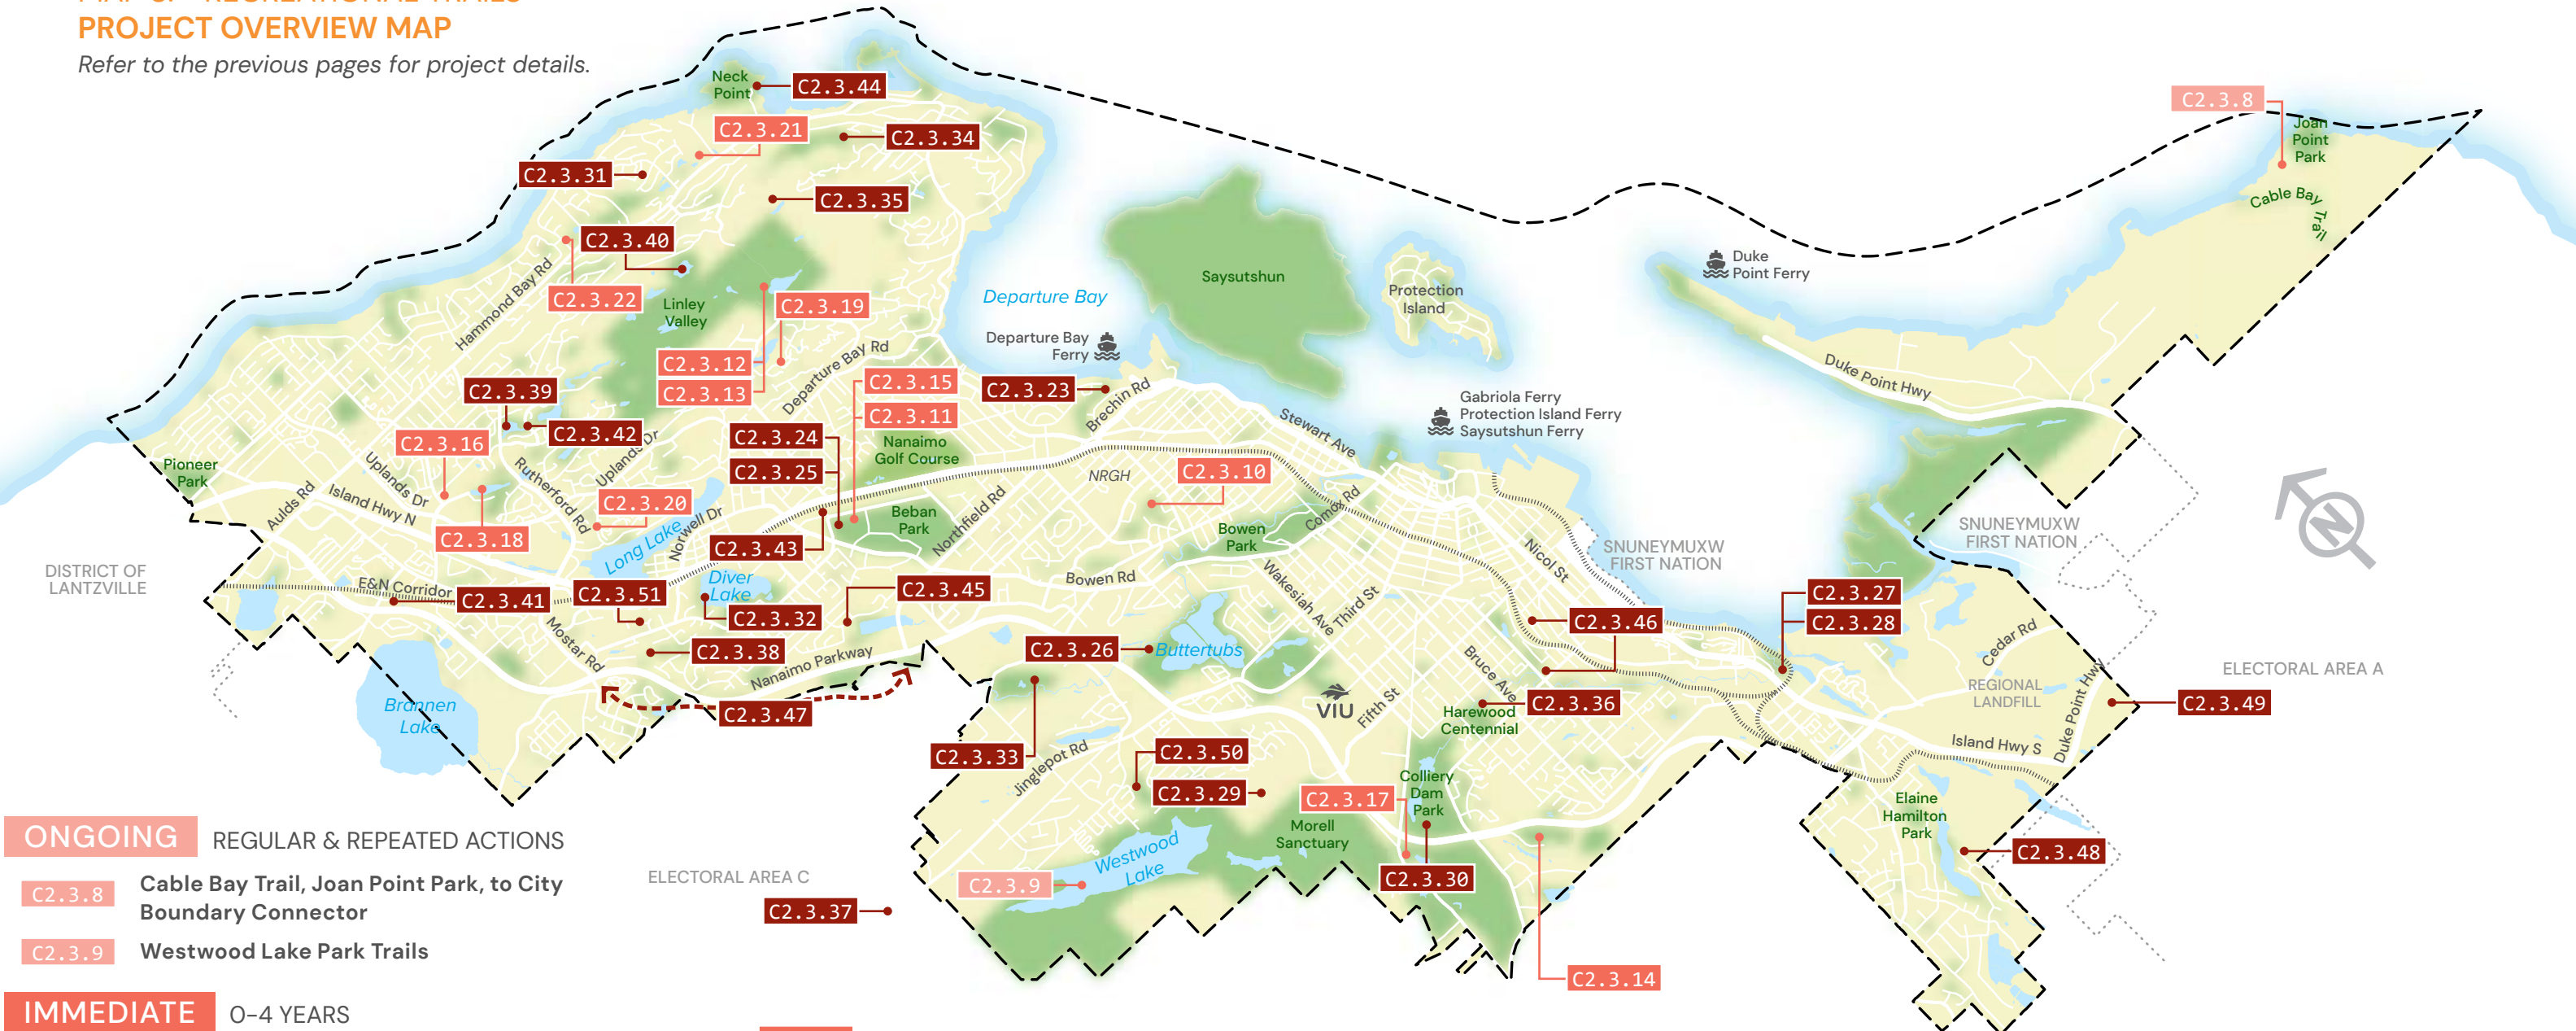 PROJECT OVERVIEW MAP
Refer to the previous pages for project details.
Neck
Point
C2.3.44
C2.3.21
C2.3.34
C2.3.31
C2.3.35
C2.3.8
Joan
Point
Park
Cable Bay Trail
C2.3.40
Hammond Bay Rd
C2.3.22
Linley
Valley
C2.3.19
C2.3.12
C2.3.13
Departure Bay Rd
Departure Bay
Departure Bay
Ferry
Saysutshun
Protection
Island
Duke
Point Ferry
Duke Point Hwy
C2.3.39
C2.3.42
C2.3.16
C2.3.15
C2.3.11
C2.3.23
Brechin Rd
Stewart Ave
Gabriola Ferry
Protection Island Ferry
Saysutshun Ferry
C2.3.24
C2.3.25
Nanaimo
Golf Course
Pioneer
Park
Uplands Dr
Rutherford Rd
Uplands Dr
Aulds Rd
Island Hwy N
C2.3.20
C2.3.18
Long Lake
Norwell Dr
C2.3.43
Beban
Park
Northfield Rd
NRGH
C2.3.10
Bowen
Park
Comox Rd
Nicol St
SNUNEYMUXW
FIRST NATION
SNUNEYMUXW
FIRST NATION
N
DISTRICT OF
LANTZVILLE
E&N Corridor
C2.3.41
C2.3.51
Diver
Lake
C2.3.32
C2.3.45
Bowen Rd
Wakesiah Ave
Third St
C2.3.46
C2.3.27
C2.3.28
Cedar Rd
Mostar Rd
C2.3.38
Nanaimo Parkway
C2.3.26
Buttertubs
Bruce Ave
ELECTORAL AREA A
REGIONAL
LANDFILL
Duke Point Hwy
C2.3.49
Brannen
Lake
C2.3.47
VIU
Fifth St
Harewood
Centennial
C2.3.36
Island Hwy S
C2.3.33
Jinglepot Rd
C2.3.50
C2.3.29
C2.3.17
Colliery
Dam
Park
Morell
Sanctuary
Elaine
Hamilton
Park
C2.3.48
Westwood
Lake
C2.3.9
C2.3.30
ELECTORAL AREA C
C2.3.37
C2.3.14
ONGOING REGULAR & REPEATED ACTIONS
C2.3.8 Cable Bay Trail, Joan Point Park, to City
Boundary Connector
C2.3.9 Westwood Lake Park Trails
IMMEDIATE 0-4 YEARS